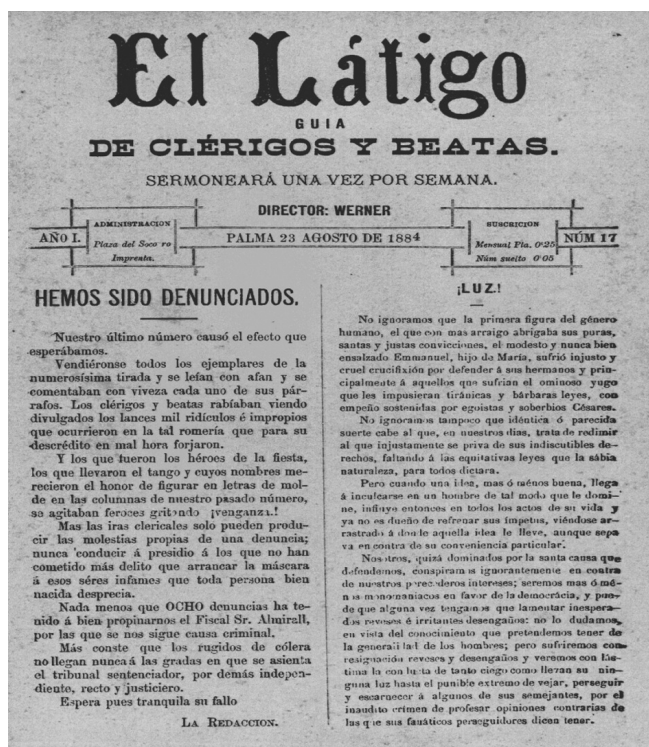 El Látigo
GUIA
DE CLÉRIGOS Y BEATAS.
SERMONEARÁ UNA VEZ POR SEMANA.
DIRECTOR: WERNER
AÑO I.
ADMINISTRACION
Plaza del Soco ro
Imprenta.
PALMA 23 AGOSTO DE 1884
SUSCRICION
Mensual Pta. 0'25
Núm suelto 0'05
NÚM 17
HEMOS SIDO DENUNCIADOS.
Nuestro último número causó el efecto que
esperábamos.
Vendiéronse todos los ejemplares de la
numerosísima tirada y se leían con afan y se
comentaban con viveza cada uno de sus pár-
rafos. Los clérigos y beatas rabiaban viendo
divulgados los lances mil ridículos é impropios
que ocurrieron en la tal romería que para su
descrédito en mal hora forjaron.
Y los que fueron los héroes de la fiesta,
los que llevaron el tango y cuyos nombres me-
recieron el honor de figurar en letras de mol-
de en las columnas de nuestro pasado número,
se agitaban feroces gritando ¡venganza!
Mas las iras clericales solo pueden produ-
cir las molestias propias de una denuncia;
nunca conducir á presidio á los que no han
cometido más delito que arrancar la máscara
á esos séres infames que toda persona bien
nacida desprecia.
Nada menos que OCHO denuncias ha te-
nido á bien propinarnos el Fiscal Sr. Almirall,
por las que se nos sigue causa criminal.
Más conste que los rugidos de cólera
no llegan nunca á las gradas en que se asienta
el tribunal sentenciador, por demás indepen-
diente, recto y justiciero.
Espera pues tranquila su fallo
LA REDACCION.
¡LUZ.!
No ignoramos que la primera figura del género
humano, el que con mas arraigo abrigaba sus puras,
santas y justas convicciones, el modesto y nunca bien
ensalzado Emmanuel, hijo de María, sufrió injusto y
cruel crucifixión por defender á sus hermanos y prin-
cipalmente á aquellos que sufrian el ominoso yugo
que les impusieran tiránicas y bárbaras leyes, con
empeño sostenidas por egoistas y soberbios Césares.
No ignoramos tampoco que idéntica ó parecida
suerte cabe al que, en nuestros dias, trata de redimir
al que injustamente se priva de sus indiscutibles de-
rechos, faltando á las equitativas leyes que la sábia
naturaleza, para todos dictara.
Pero cuando una idea, mas ó ménos buena, llega
á inculcarse en un hombre de tal modo que le domi-
ne, influye entonces en todos los actos de su vida y
ya no es dueño de refrenar sus ímpetus, viéndose ar-
rastrado á donde aquella idea le lleve, aunque sepa
va en contra de su conveniencia particular.
Nosotros, quizá dominados por la santa causa que
defendemos, conspiramos ignorantemente en contra
de nuestros perecederos intereses; seremos mas ó mé-
nos monomaniacos en favor de la democrácia, y pue-
de que alguna vez tengamos que lamentar inespera-
dos reveses é irritantes desengaños: no lo dudamos,
en vista del conocimiento que pretendemos tener de
la generalidad de los hombres; pero sufriremos con
resignación reveses y desengaños y veremos con lás-
tima la conducta de tanto ciego como llevan su nin-
guna luz hasta el punible extremo de vejar, perseguir
y escarnecer á algunos de sus semejantes, por el
inaudito crimen de profesar opiniones contrarias de
las que sus fanáticos perseguidores dicen tener.